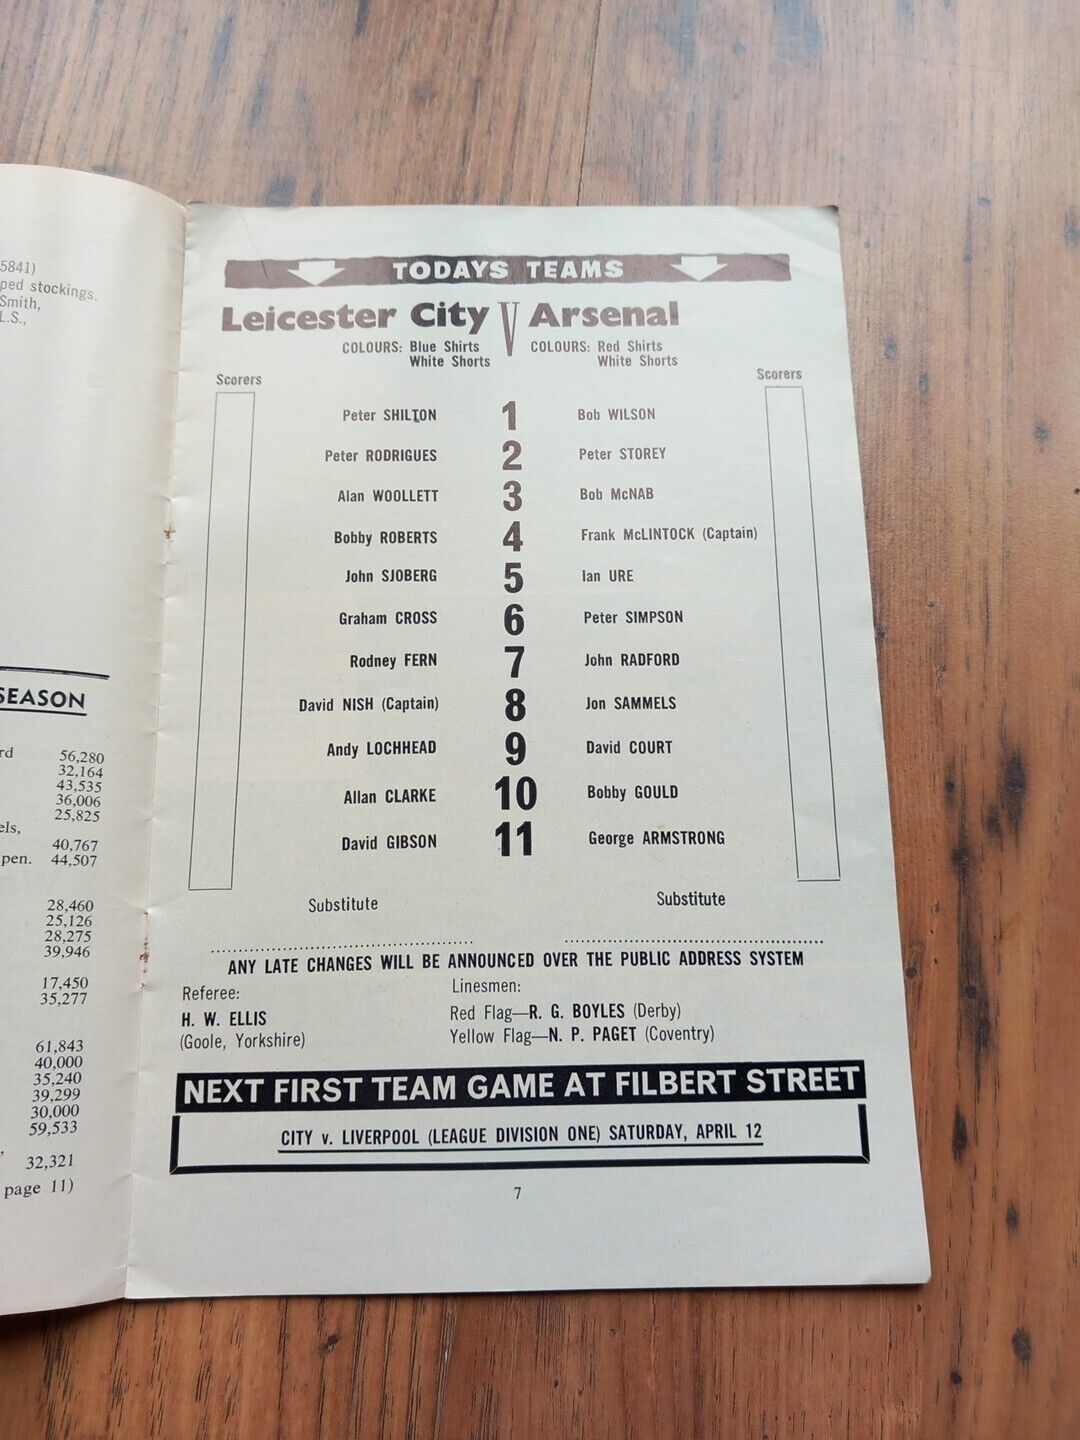 5841)
ped stockings.
Smith,
L.S.,
SEASON
rd 56,280
32,164
43,535
36,006
25,825
els,
40,767
pen. 44,507
28,460
25,126
28,275
39,946
17,450
35,277
61,843
40,000
35,240
39,299
30,000
59,533
32,321
page 11)
TODAYS TEAMS
Leicester City V Arsenal
COLOURS: Blue Shirts COLOURS: Red Shirts
White Shorts White Shorts
Scorers Scorers
Peter SHILTON 1 Bob WILSON
Peter RODRIGUES 2 Peter STOREY
Alan WOOLLETT 3 Bob McNAB
Bobby ROBERTS 4 Frank McLINTOCK (Captain)
John SJOBERG 5 Ian URE
Graham CROSS 6 Peter SIMPSON
Rodney FERN 7 John RADFORD
David NISH (Captain) 8 Jon SAMMELS
Andy LOCHHEAD 9 David COURT
Allan CLARKE 10 Bobby GOULD
David GIBSON 11 George ARMSTRONG
Substitute Substitute
ANY LATE CHANGES WILL BE ANNOUNCED OVER THE PUBLIC ADDRESS SYSTEM
Referee: Linesmen:
H. W. ELLIS Red Flag—R. G. BOYLES (Derby)
(Goole, Yorkshire) Yellow Flag—N. P. PAGET (Coventry)
NEXT FIRST TEAM GAME AT FILBERT STREET
CITY v. LIVERPOOL (LEAGUE DIVISION ONE) SATURDAY, APRIL 12
7